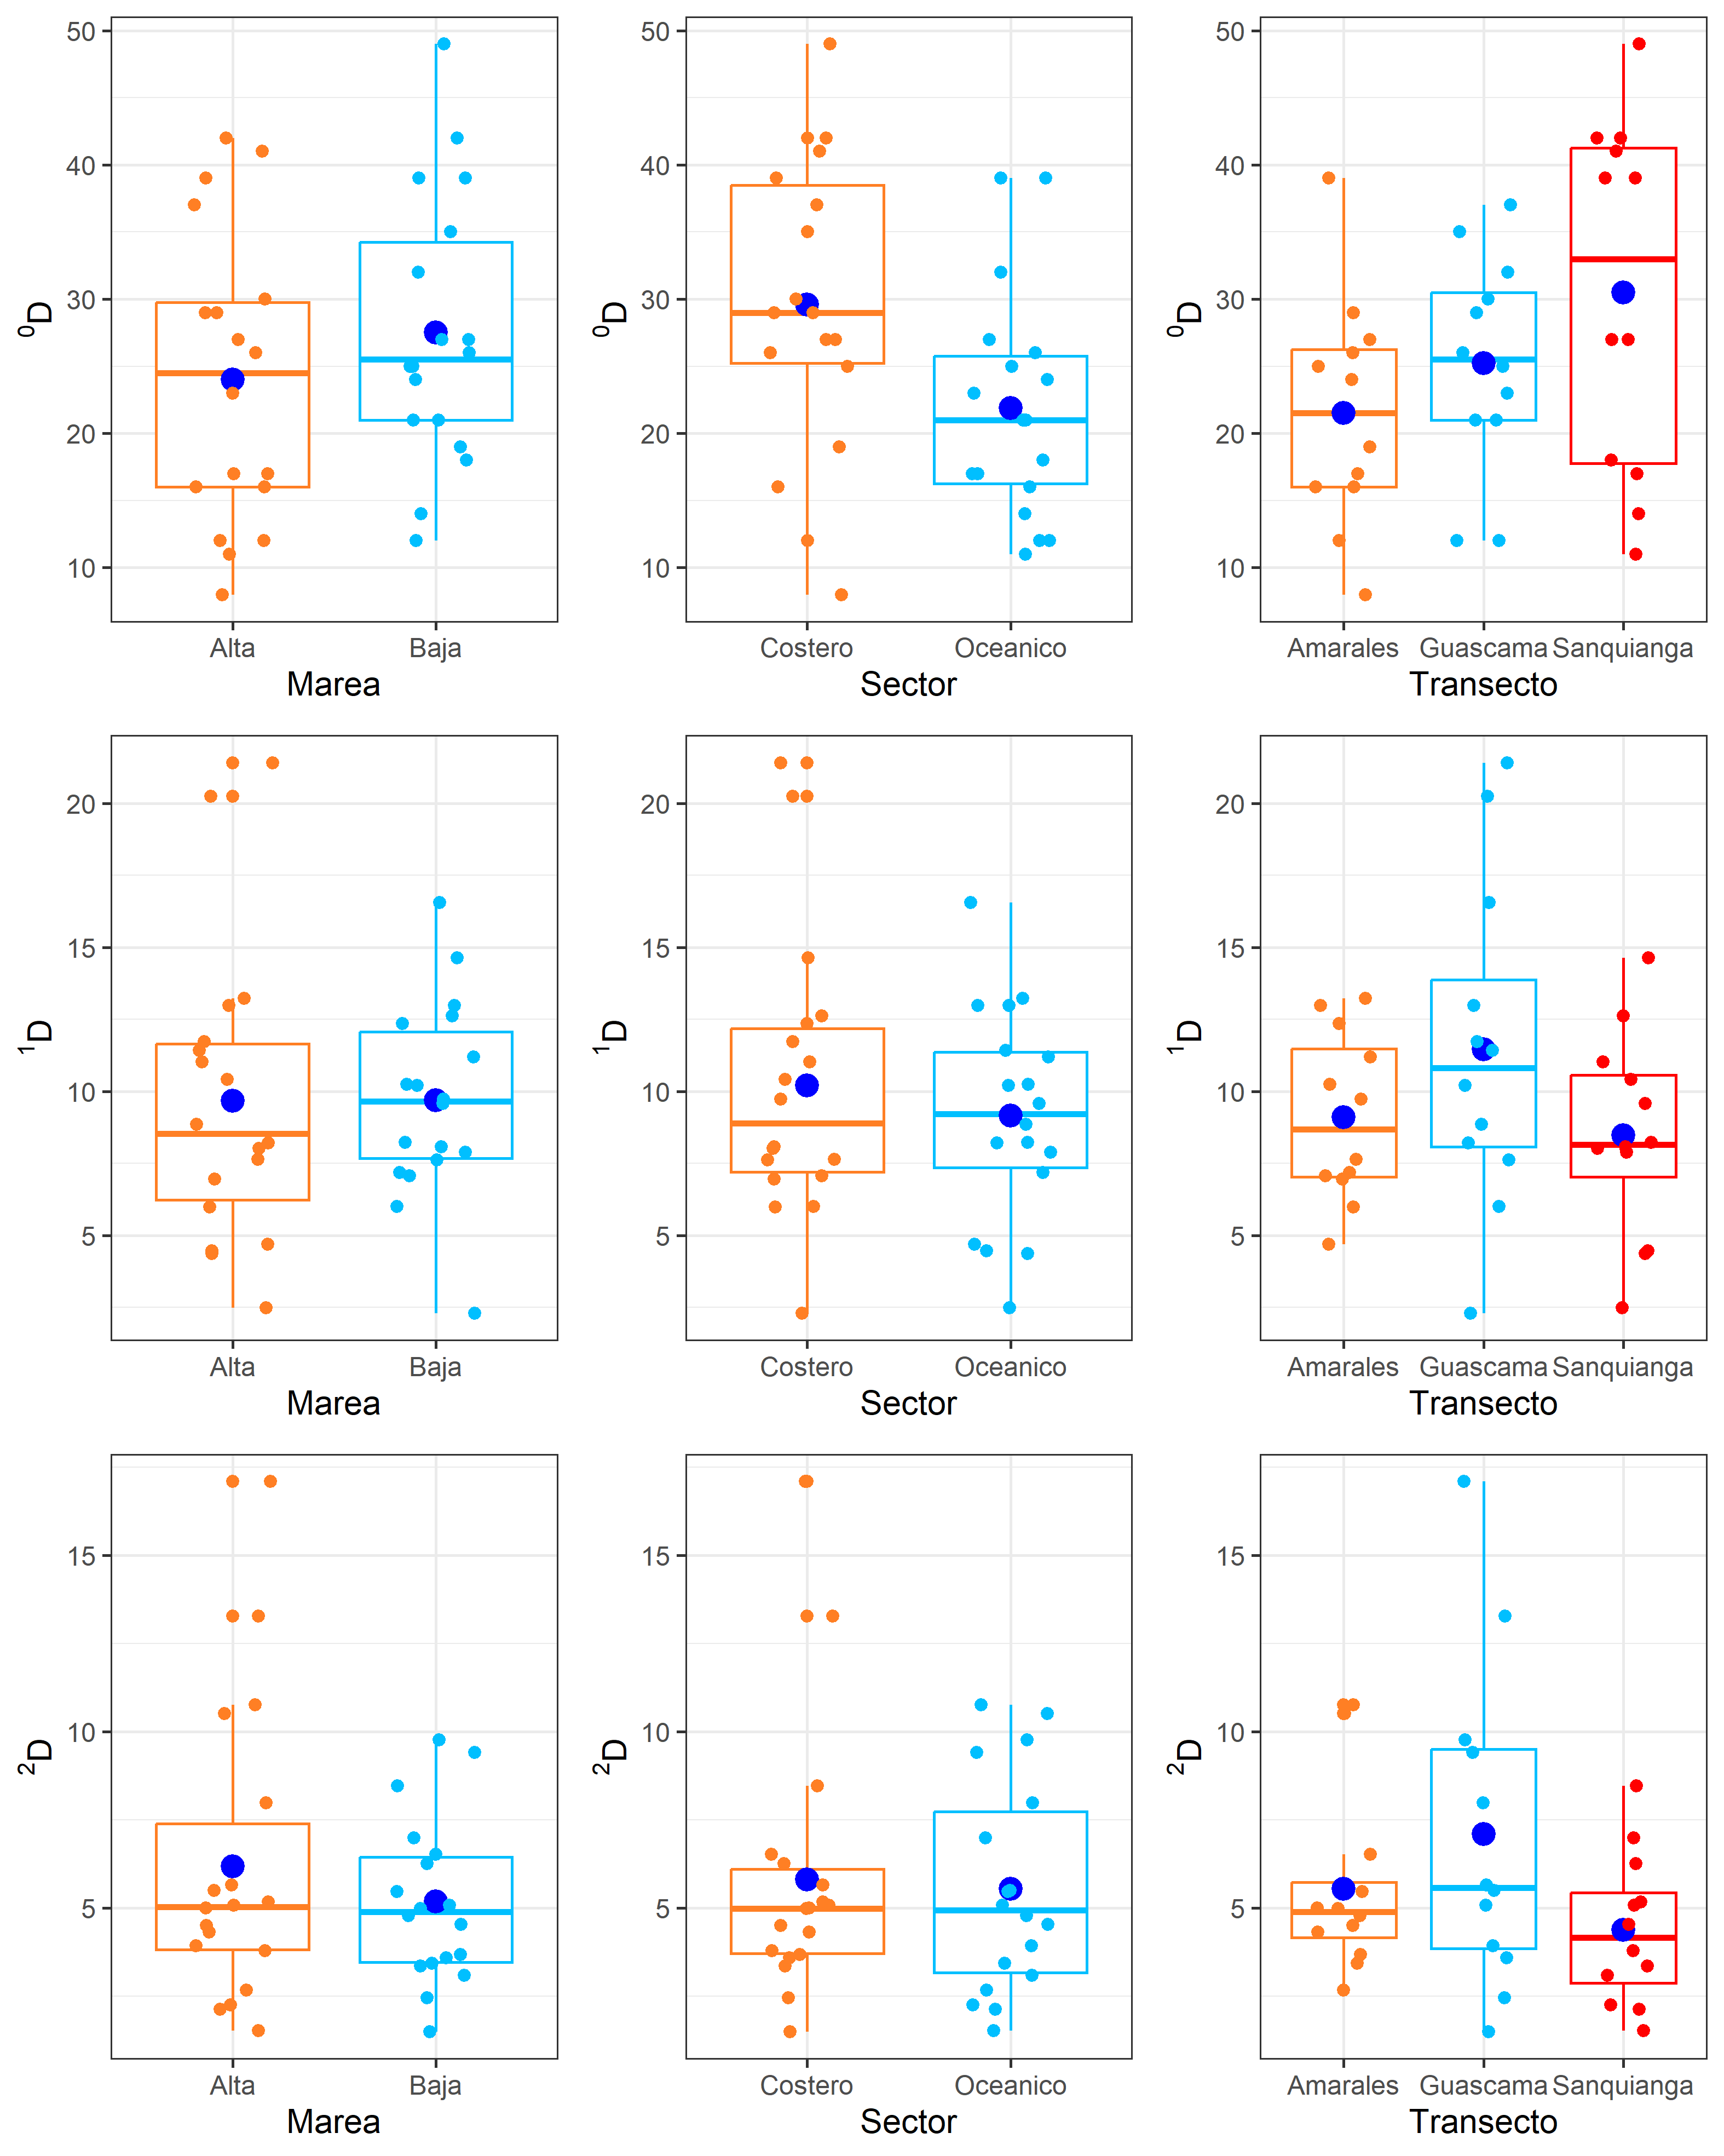 50
40
30
20
10
⁰D
Alta
Baja
Marea
50
40
30
20
10
⁰D
Costero
Oceanico
Sector
50
40
30
20
10
⁰D
Amarales
Guascama
Sanquianga
Transecto
20
15
10
5
¹D
Alta
Baja
Marea
20
15
10
5
¹D
Costero
Oceanico
Sector
20
15
10
5
¹D
Amarales
Guascama
Sanquianga
Transecto
15
10
5
²D
Alta
Baja
Marea
15
10
5
²D
Costero
Oceanico
Sector
15
10
5
²D
Amarales
Guascama
Sanquianga
Transecto